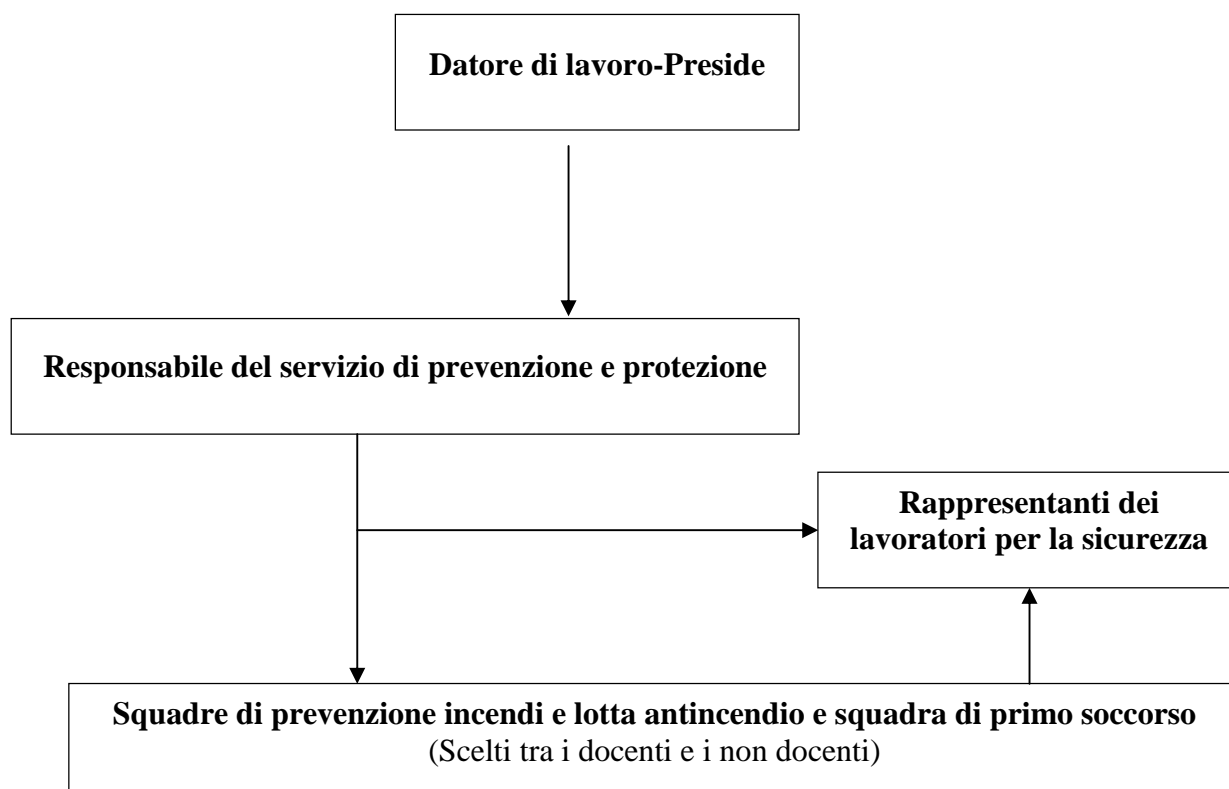 Datore di lavoro-Preside
Responsabile del servizio di prevenzione e protezione
Rappresentanti dei
lavoratori per la sicurezza
Squadre di prevenzione incendi e lotta antincendio e squadra di primo soccorso
(Scelti tra i docenti e i non docenti)